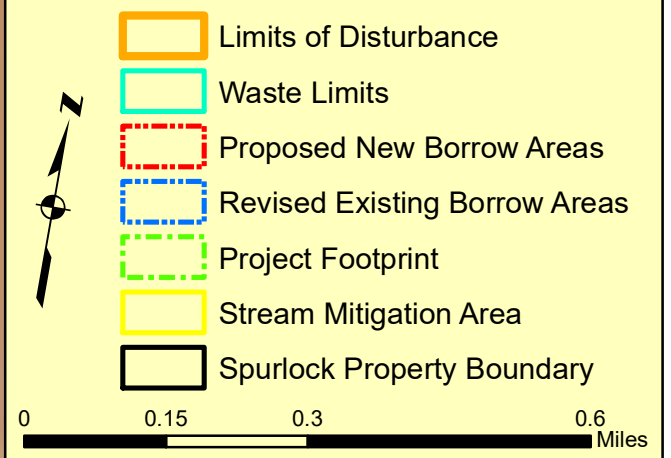 Limits of Disturbance
Waste Limits
N
Proposed New Borrow Areas
Revised Existing Borrow Areas
Project Footprint
Stream Mitigation Area
Spurlock Property Boundary
0 0.15 0.3 0.6
Miles